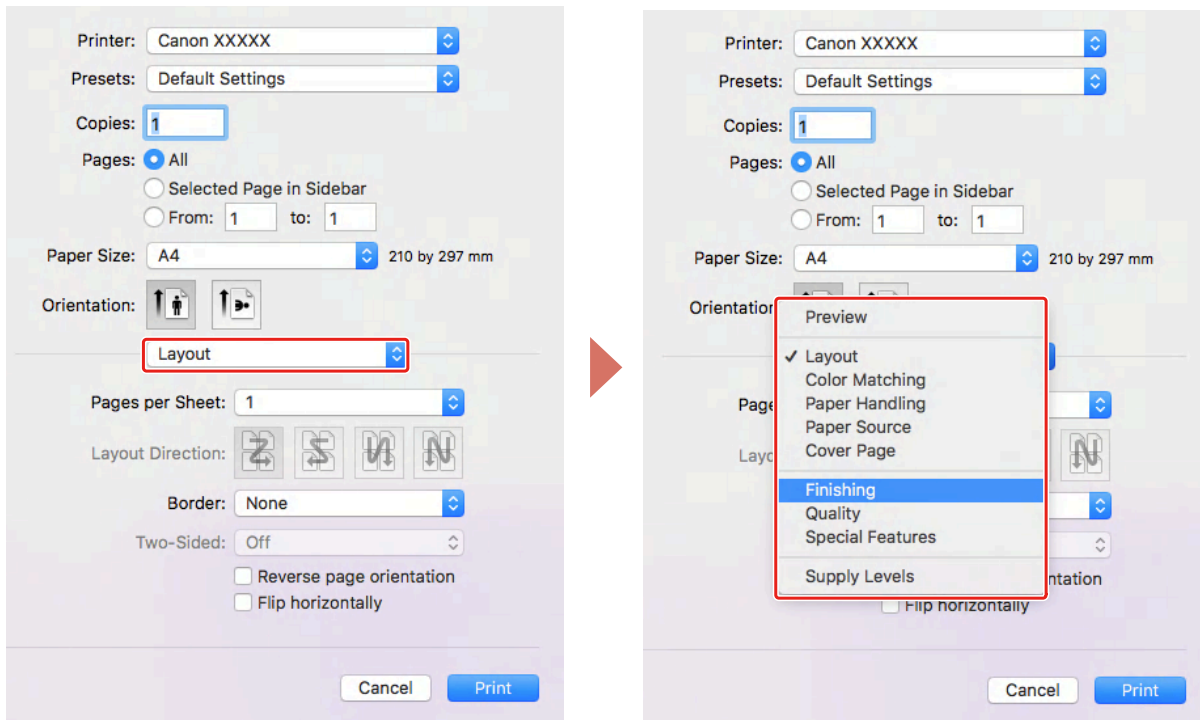 Printer: Canon XXXXX
Presets: Default Settings
Copies: 1
Pages: All
Selected Page in Sidebar
From: 1 to: 1
Paper Size: A4 210 by 297 mm
Orientation:
Layout
Pages per Sheet: 1
Layout Direction:
Border: None
Two-Sided: Off
Reverse page orientation
Flip horizontally
Cancel Print
Printer: Canon XXXXX
Presets: Default Settings
Copies: 1
Pages: All
Selected Page in Sidebar
From: 1 to: 1
Paper Size: A4 210 by 297 mm
Orientation
Preview
✓ Layout
Color Matching
Page Paper Handling
Paper Source
Layo Cover Page
Finishing
Quality
Special Features
Supply Levels ntation
Flip horizontally
Cancel Print